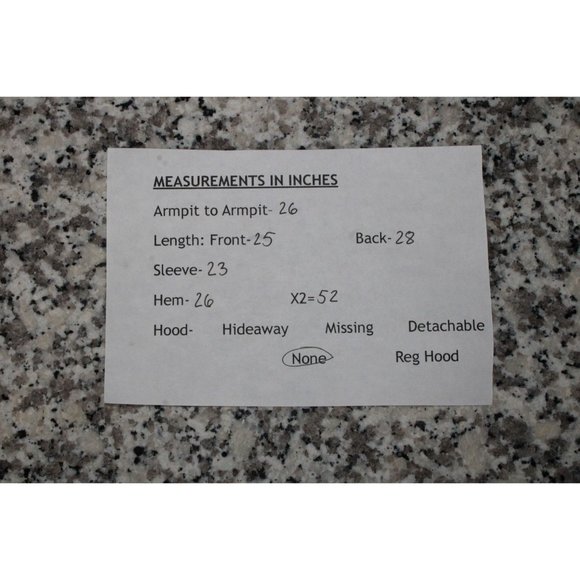 MEASUREMENTS IN INCHES
Armpit to Armpit- 26
Length: Front- 25 Back- 28
Sleeve- 23
Hem- 26 X2= 52
Hood- Hideaway Missing Detachable
None Reg Hood